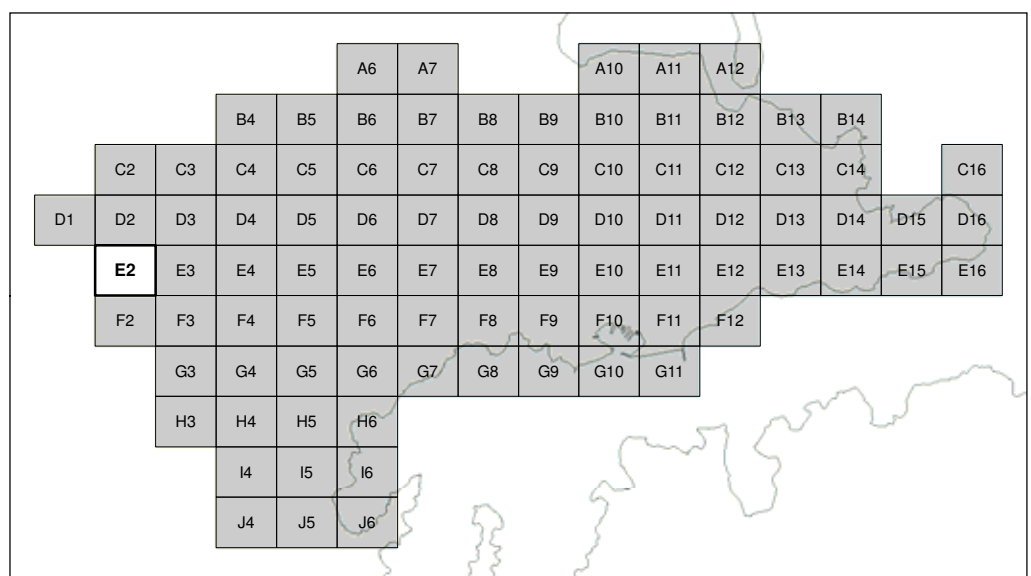 A6 A7 A10 A11 A12
B4 B5 B6 B7 B8 B9 B10 B11 B12 B13 B14
C2 C3 C4 C5 C6 C7 C8 C9 C10 C11 C12 C13 C14 C16
D1 D2 D3 D4 D5 D6 D7 D8 D9 D10 D11 D12 D13 D14 D15 D16
E2 E3 E4 E5 E6 E7 E8 E9 E10 E11 E12 E13 E14 E15 E16
F2 F3 F4 F5 F6 F7 F8 F9 F10 F11 F12
G3 G4 G5 G6 G7 G8 G9 G10 G11
H3 H4 H5 H6
I4 I5 I6
J4 J5 J6